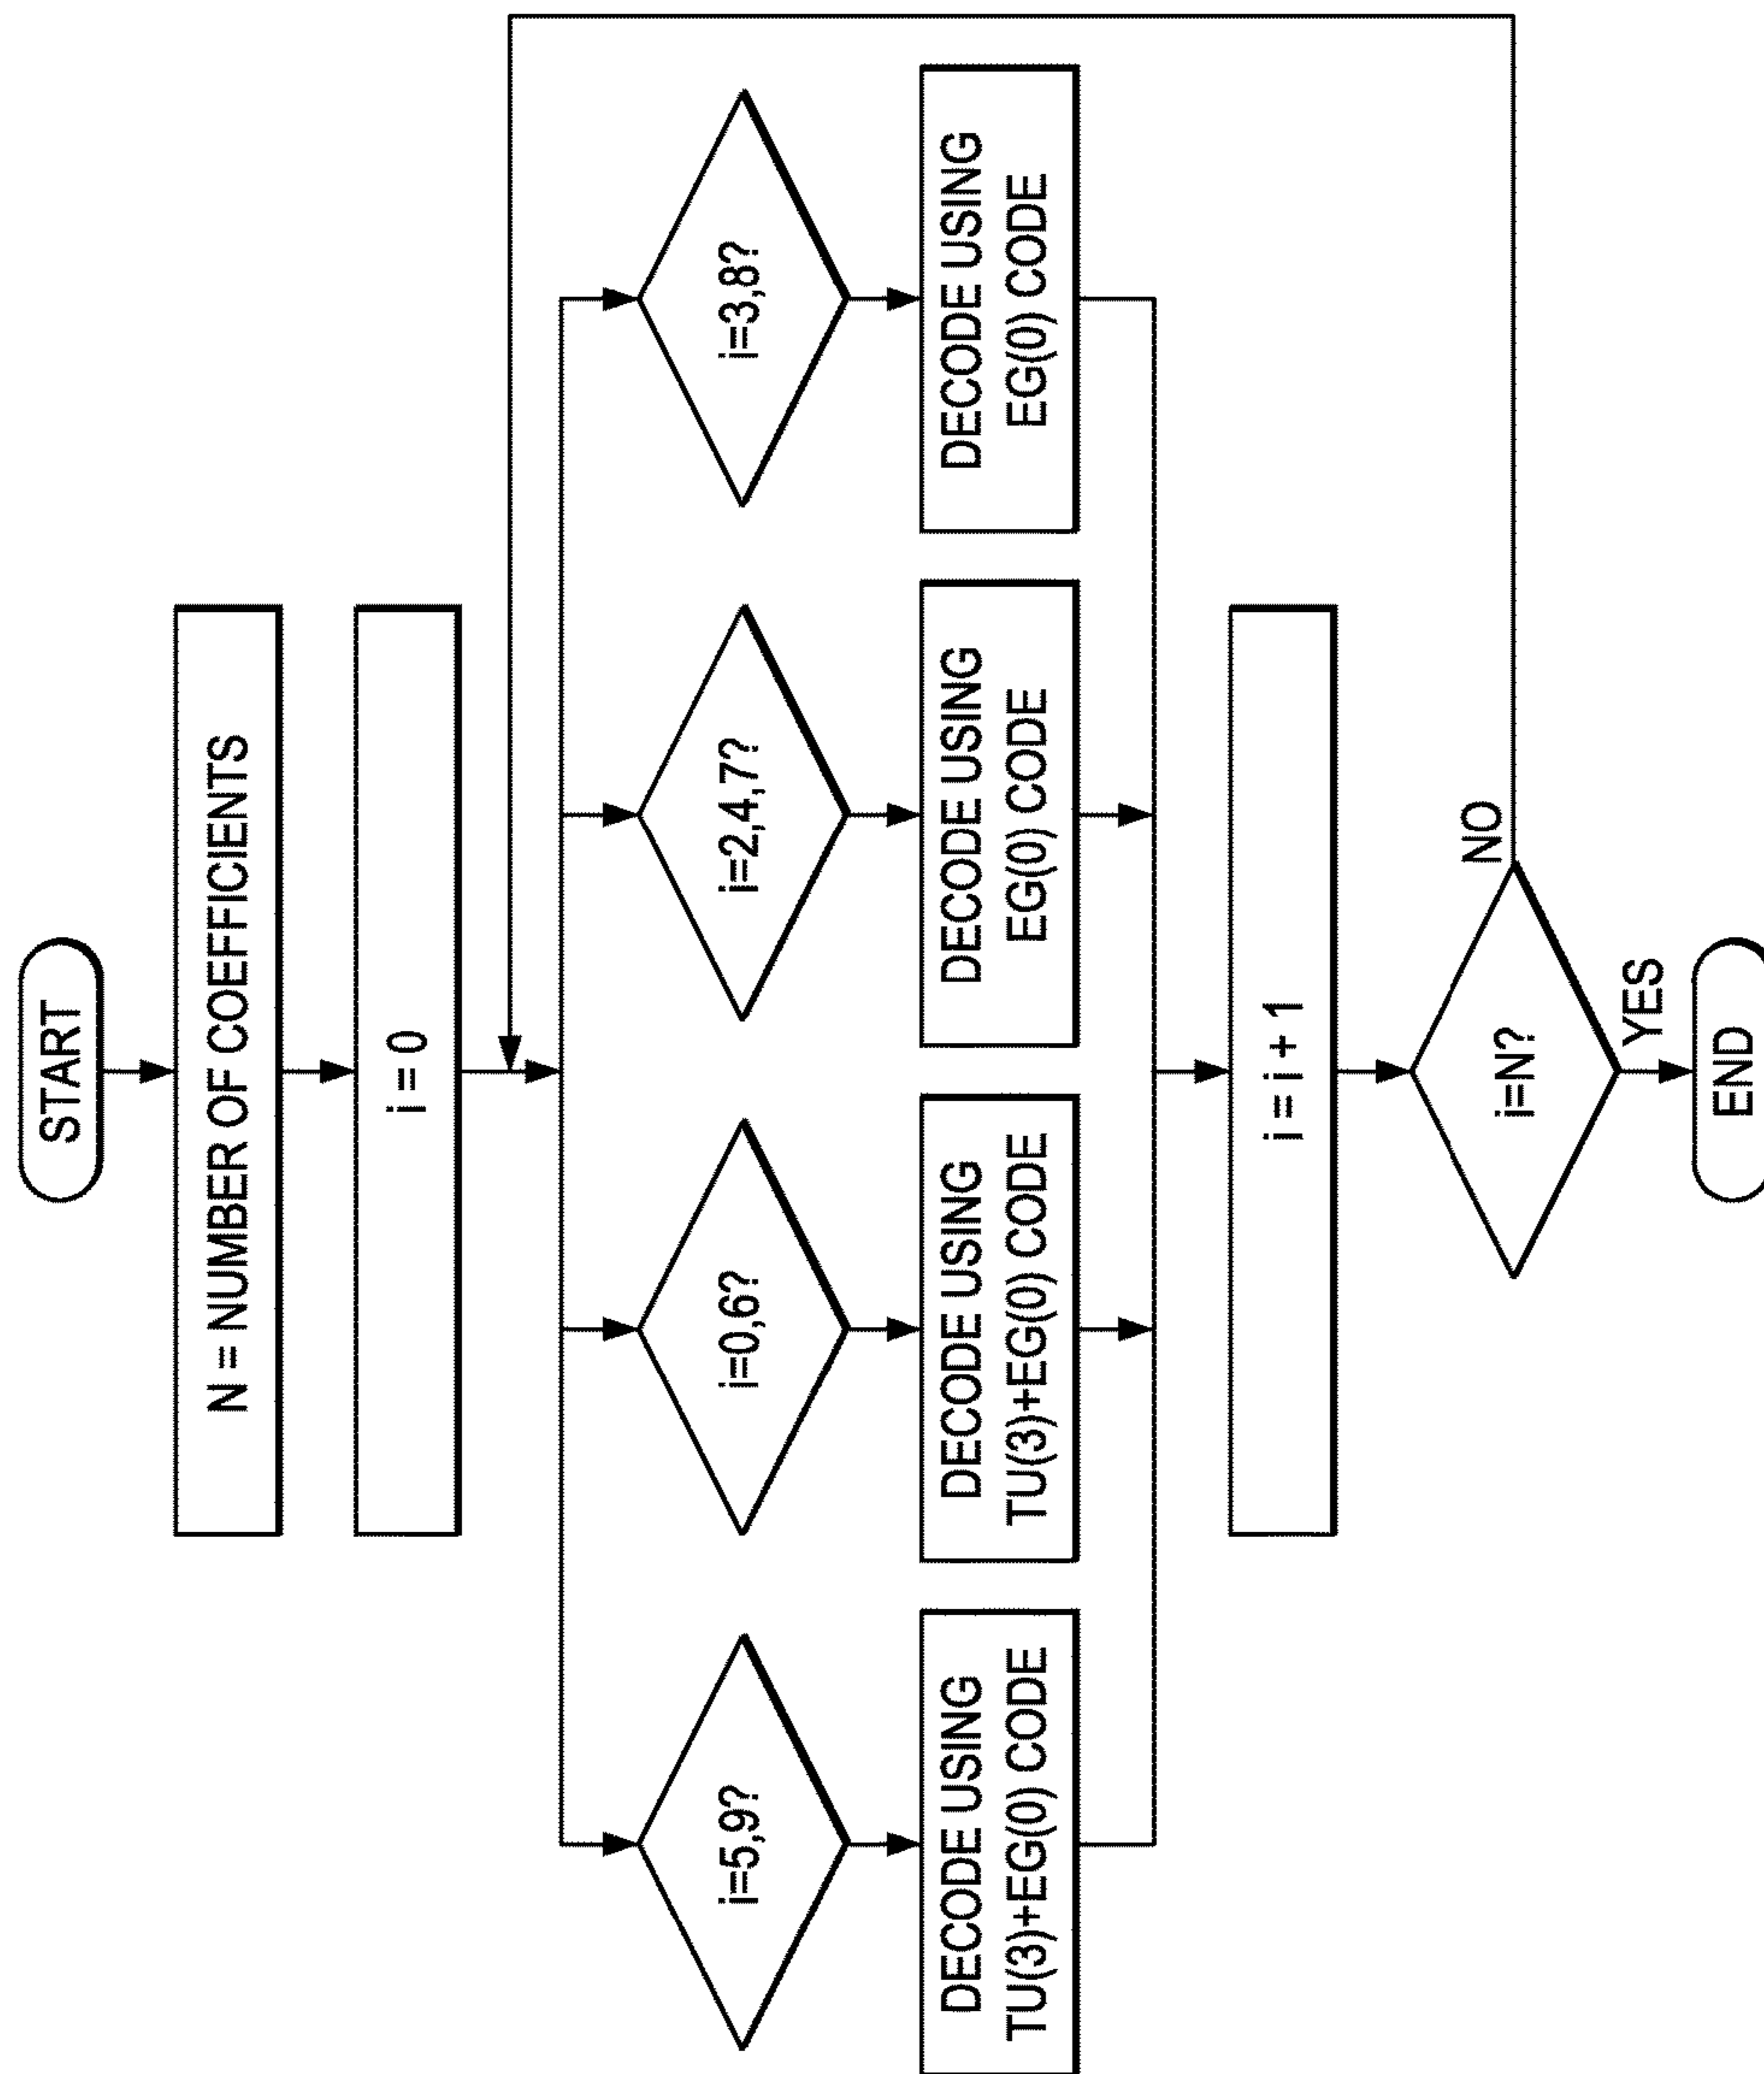 START
N = NUMBER OF COEFFICIENTS
i = 0
i=5,9?
i=0,6?
i=2,4,7?
i=3,8?
DECODE USING
TU(3)+EG(0) CODE
DECODE USING
TU(3)+EG(0) CODE
DECODE USING
EG(0) CODE
DECODE USING
EG(0) CODE
i = i + 1
i=N?
NO
YES
END